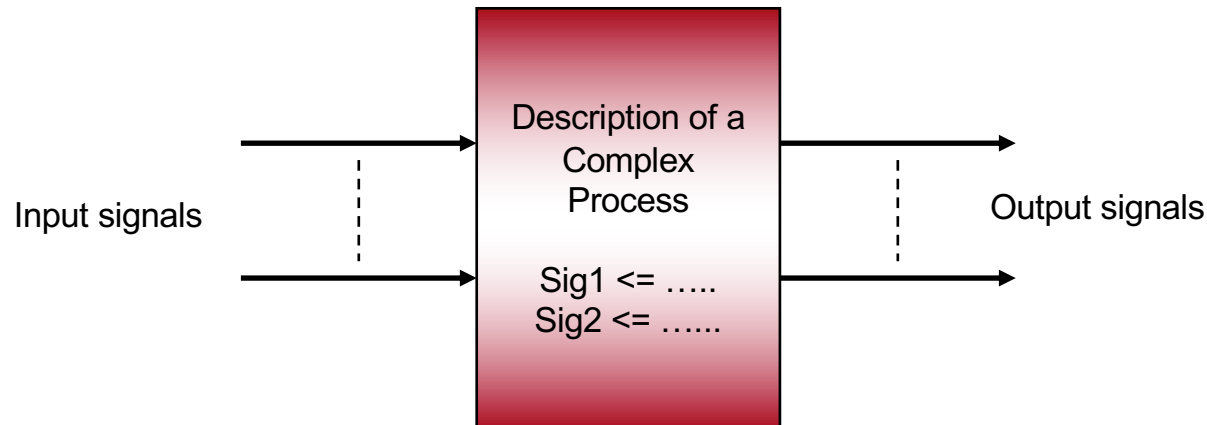 Input signals
Description of a
Complex
Process
Sig1 <= …..
Sig2 <= …...
Output signals